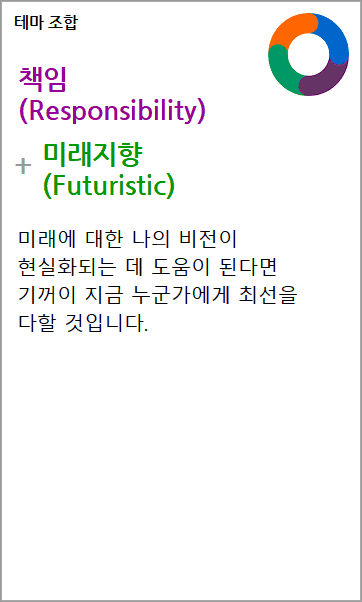 테마 조합
책임
(Responsibility)
+ 미래지향
(Futuristic)
미래에 대한 나의 비전이
현실화되는 데 도움이 된다면
기꺼이 지금 누군가에게 최선을
다할 것입니다.